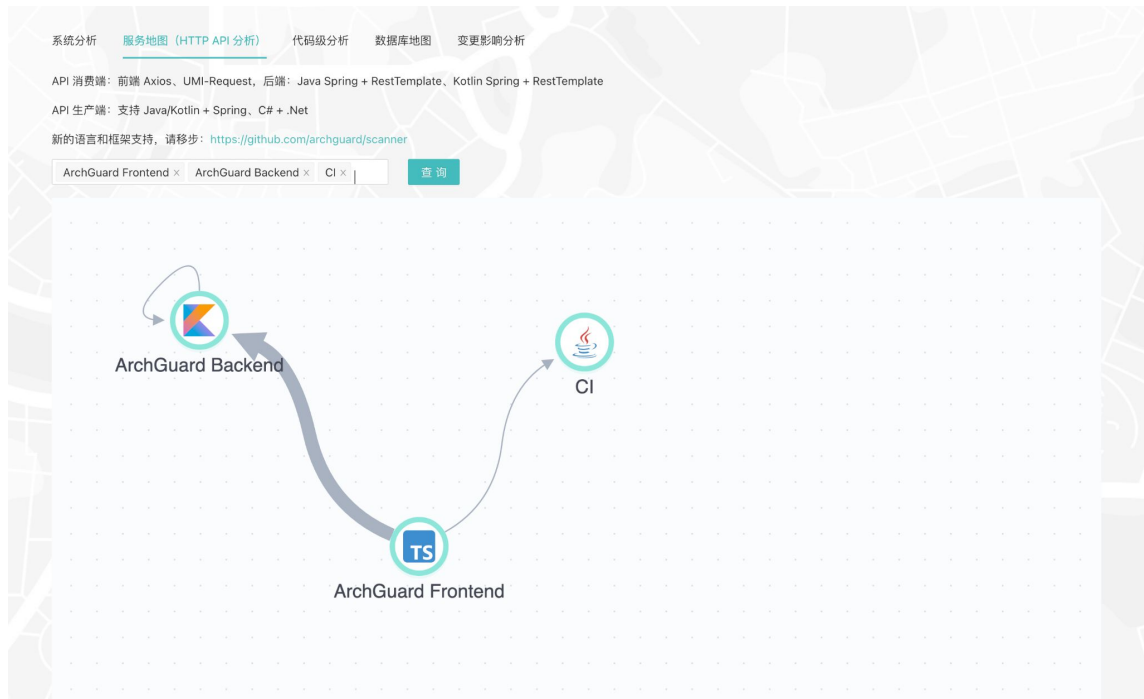 系统分析 服务地图（HTTP API 分析） 代码级分析 数据库地图 变更影响分析
API 消费端：前端 Axios、UMI-Request，后端：Java Spring + RestTemplate、Kotlin Spring + RestTemplate
API 生产端：支持 Java/Kotlin + Spring、C# + .Net
新的语言和框架支持，请移步：https://github.com/archguard/scanner
ArchGuard Frontend × ArchGuard Backend × CI × 查 询
ArchGuard Backend
CI
TS
ArchGuard Frontend